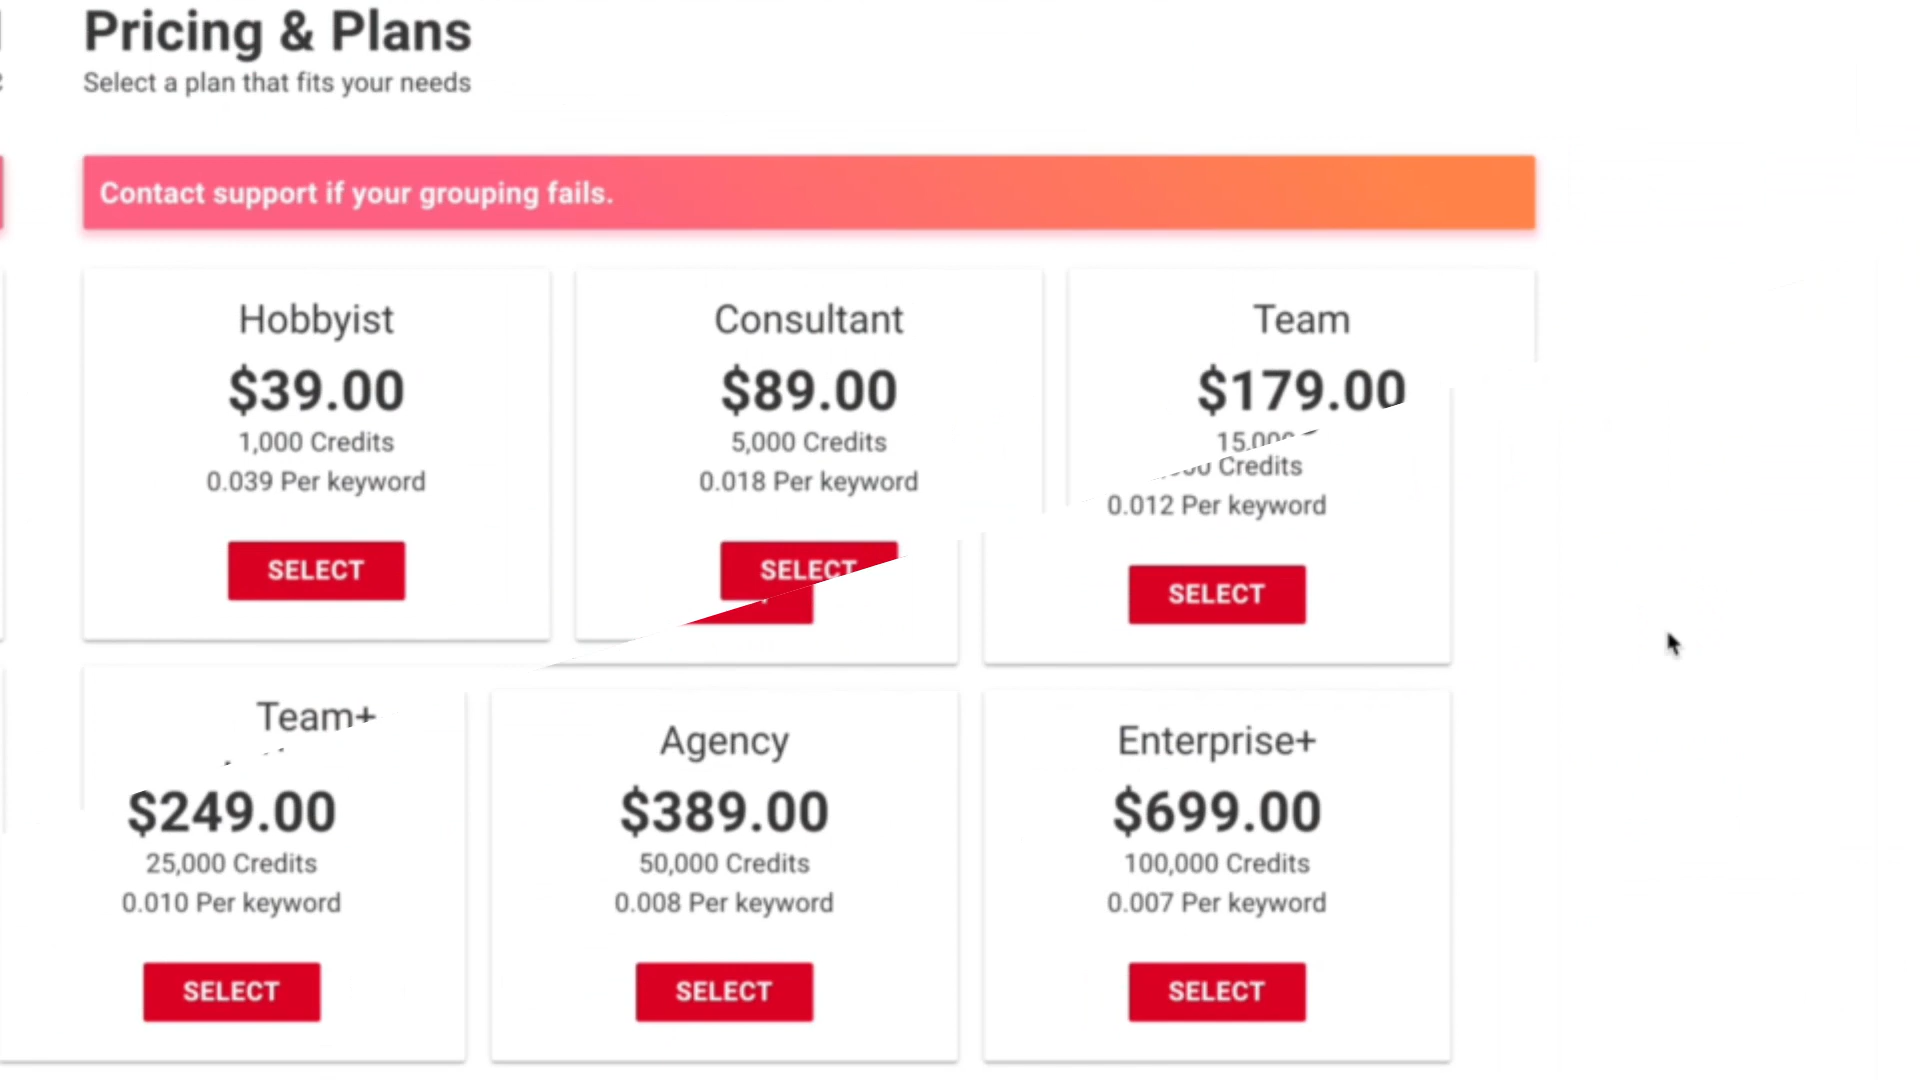 Pricing & Plans
Select a plan that fits your needs
Contact support if your grouping fails.
Hobbyist
$39.00
1,000 Credits
0.039 Per keyword
SELECT
Consultant
$89.00
5,000 Credits
0.018 Per keyword
SELECT
Team
$179.00
15,000
Credits
0.012 Per keyword
SELECT
Team+
$249.00
25,000 Credits
0.010 Per keyword
SELECT
Agency
$389.00
50,000 Credits
0.008 Per keyword
SELECT
Enterprise+
$699.00
100,000 Credits
0.007 Per keyword
SELECT